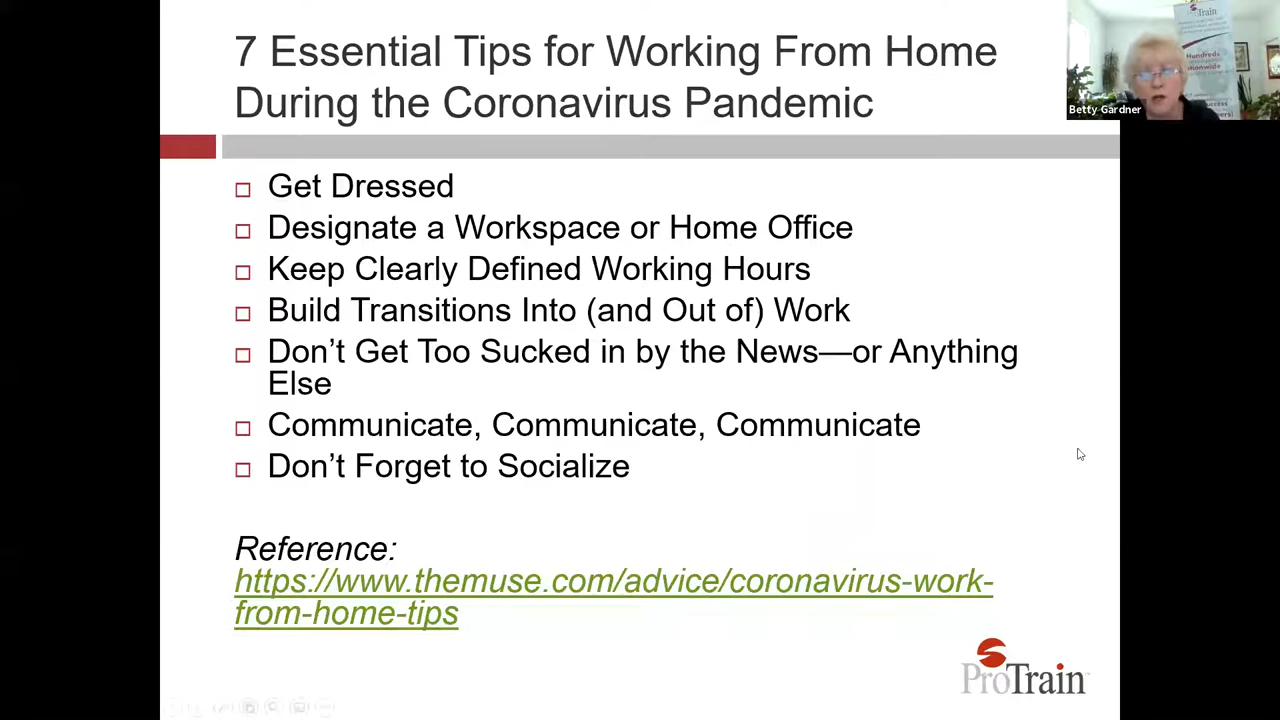 7 Essential Tips for Working From Home
During the Coronavirus Pandemic
Get Dressed
Designate a Workspace or Home Office
Keep Clearly Defined Working Hours
Build Transitions Into (and Out of) Work
Don’t Get Too Sucked in by the News—or Anything
Else
Communicate, Communicate, Communicate
Don’t Forget to Socialize
Reference:
https://www.themuse.com/advice/coronavirus-work-
from-home-tips
ProTrain
ProTrain
Hundreds
Betty Gardner